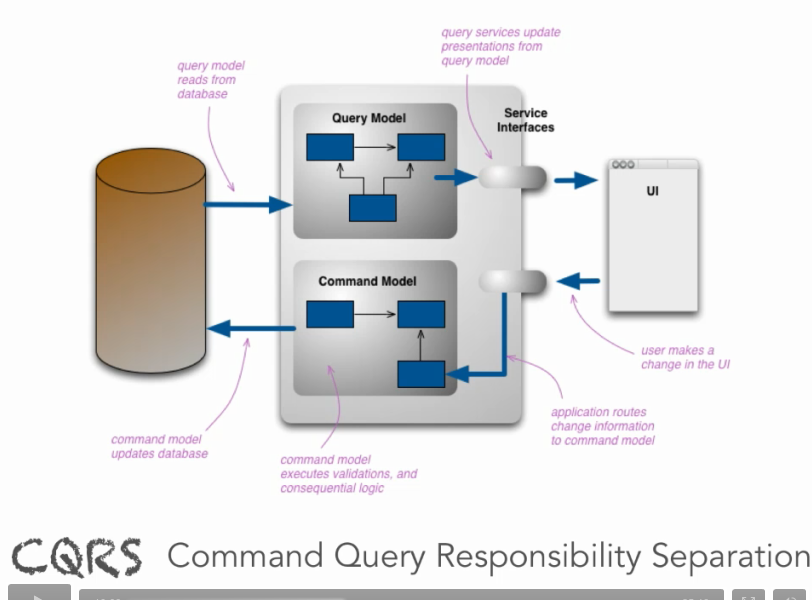 query services update
presentations from
query model
query model
reads from
database
Query Model
Service
Interfaces
UI
Command Model
user makes a
change in the UI
application routes
change information
to command model
command model
updates database
command model
executes validations, and
consequential logic
CQRS Command Query Responsibility Separation